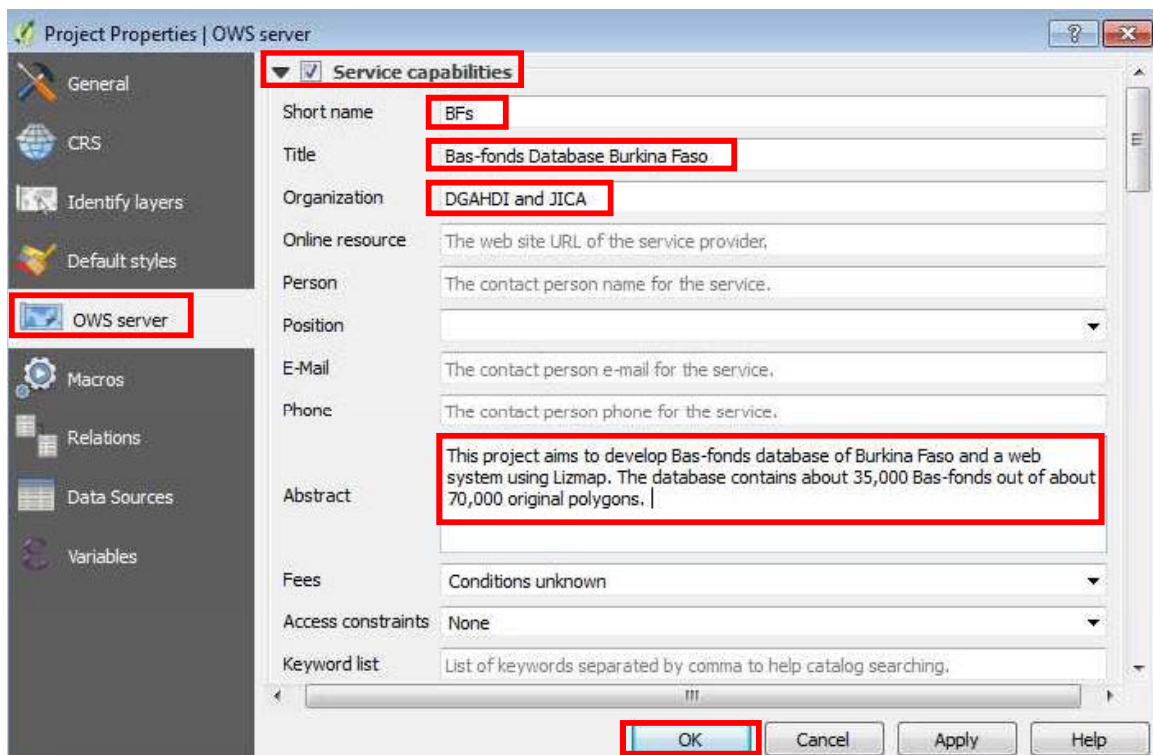 Project Properties | OWS server
General
CRS
Identify layers
Default styles
OWS server
Macros
Relations
Data Sources
Variables
Service capabilities
Short name BFs
Title Bas-fonds Database Burkina Faso
Organization DGAHDI and JICA
Online resource The web site URL of the service provider.
Person The contact person name for the service.
Position
E-Mail The contact person e-mail for the service.
Phone The contact person phone for the service.
Abstract
This project aims to develop Bas-fonds database of Burkina Faso and a web
system using Lizmap. The database contains about 35,000 Bas-fonds out of about
70,000 original polygons.
Fees Conditions unknown
Access constraints None
Keyword list List of keywords separated by comma to help catalog searching.
OK Cancel Apply Help